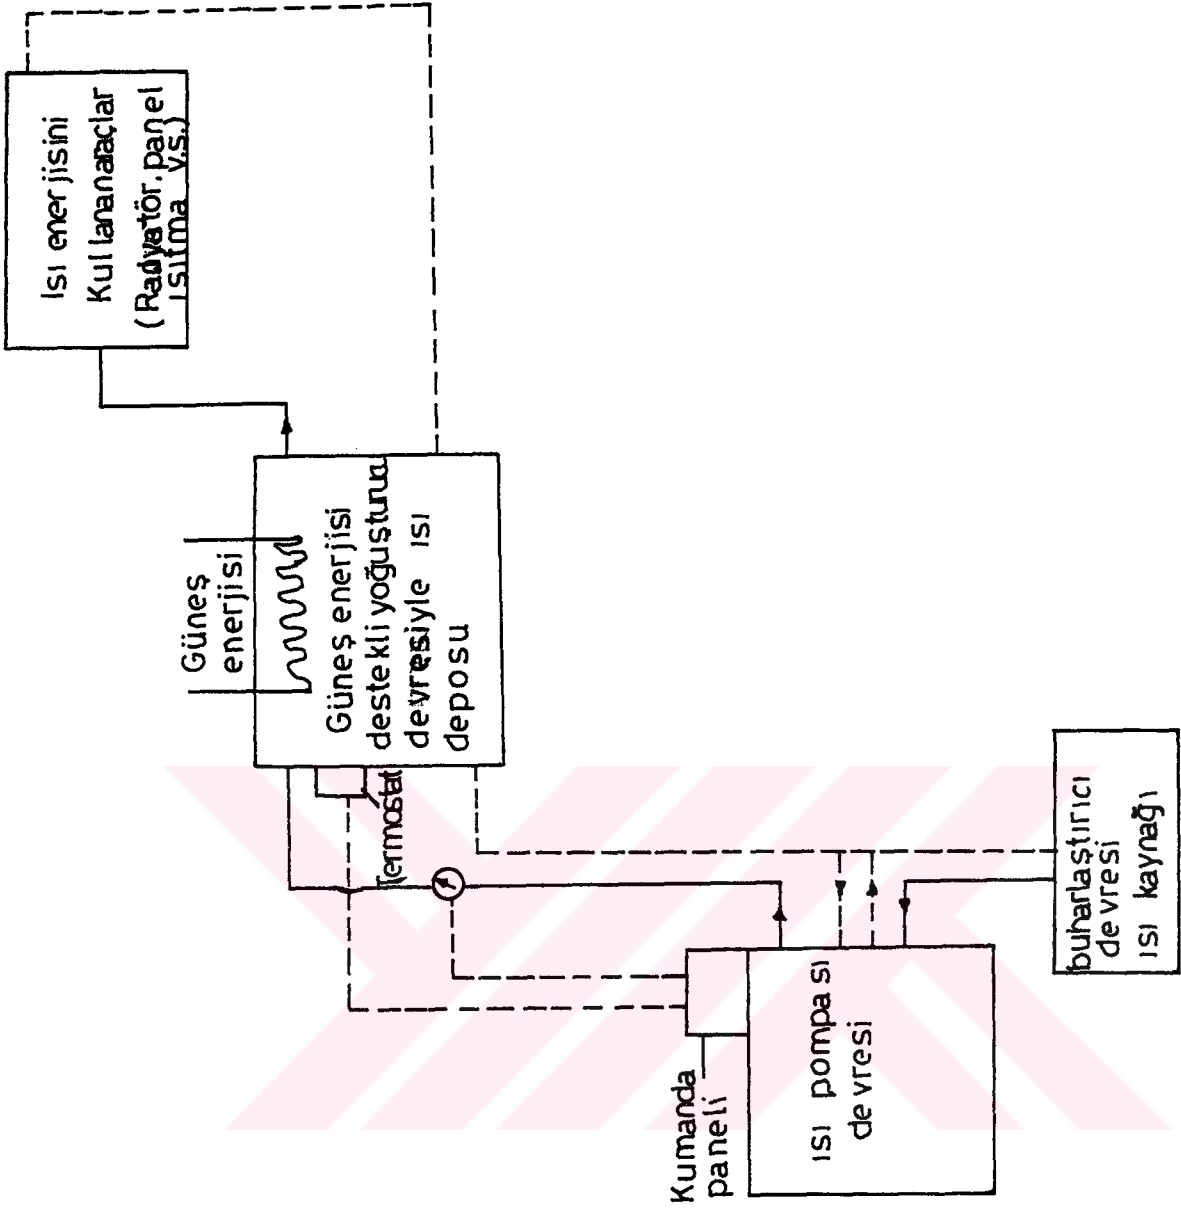 Isı enerjisini
Kullanan araçlar
(Radyatör, panel
ısıtma v.s.)
Güneş
enerjisi
Güneş enerjisi
destekli yoğuşturucu
devresiyle ısı
deposu
Termostat
Kumanda
paneli
ısı pompası
devresi
buharlaştırıcı
devresi
ısı kaynağı